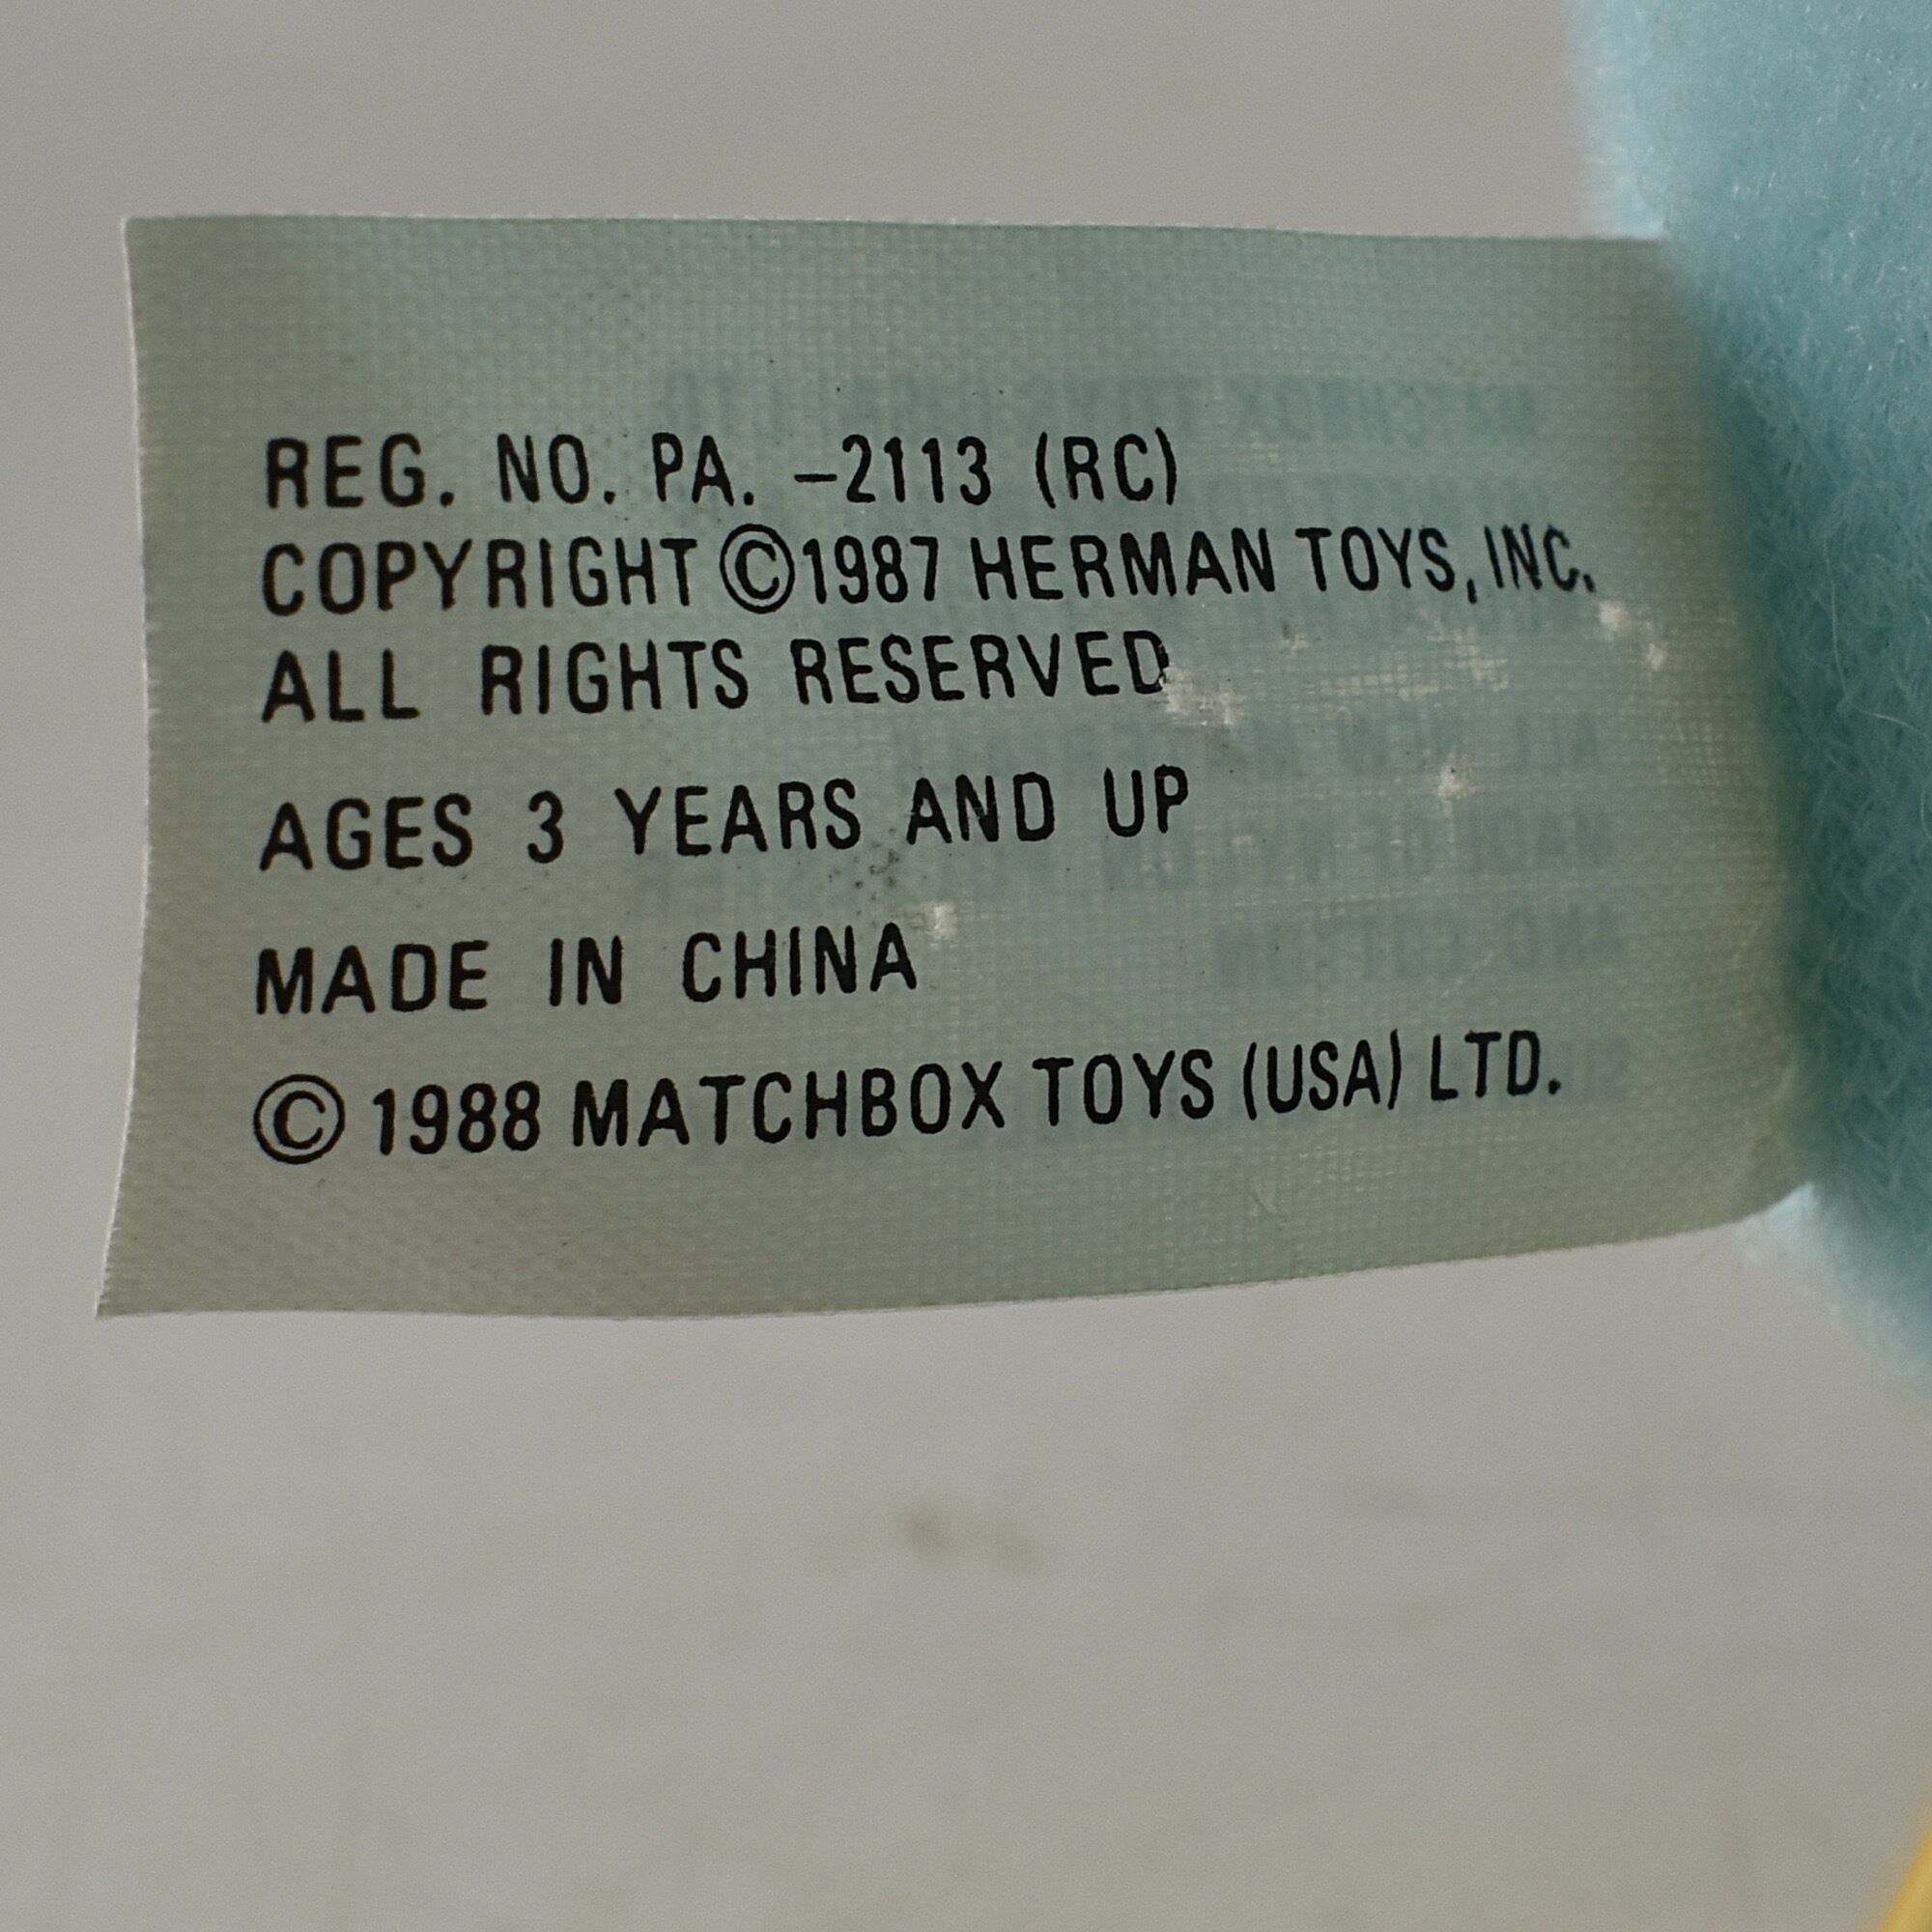 REG. NO. PA. -2113 (RC)
COPYRIGHT ©1987 HERMAN TOYS, INC.
ALL RIGHTS RESERVED
AGES 3 YEARS AND UP
MADE IN CHINA
© 1988 MATCHBOX TOYS (USA) LTD.